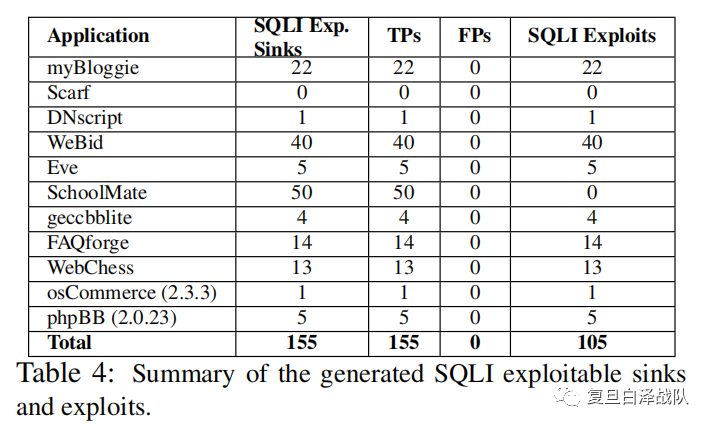 Application SQLI Exp. Sinks TPs FPs SQLI Exploits
myBloggie 22 22 0 22
Scarf 0 0 0 0
DNscript 1 1 0 1
WeBid 40 40 0 40
Eve 5 5 0 5
SchoolMate 50 50 0 0
geccbblite 4 4 0 4
FAQforge 14 14 0 14
WebChess 13 13 0 13
osCommerce (2.3.3) 1 1 0 1
phpBB (2.0.23) 5 5 0 5
Total 155 155 0 105
Table 4: Summary of the generated SQLI exploitable sinks
and exploits.
复旦白泽战队